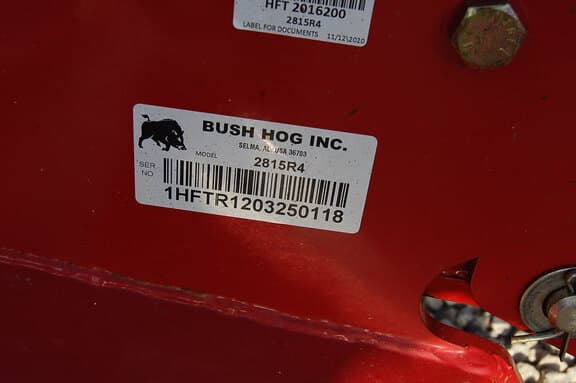 HFT 2016200
2815R4
LABEL FOR DOCUMENTS 11/12/2020
BUSH HOG INC.
SELMA, AL, USA 36703
MODEL 2815R4
SER NO
1HFTR1203250118